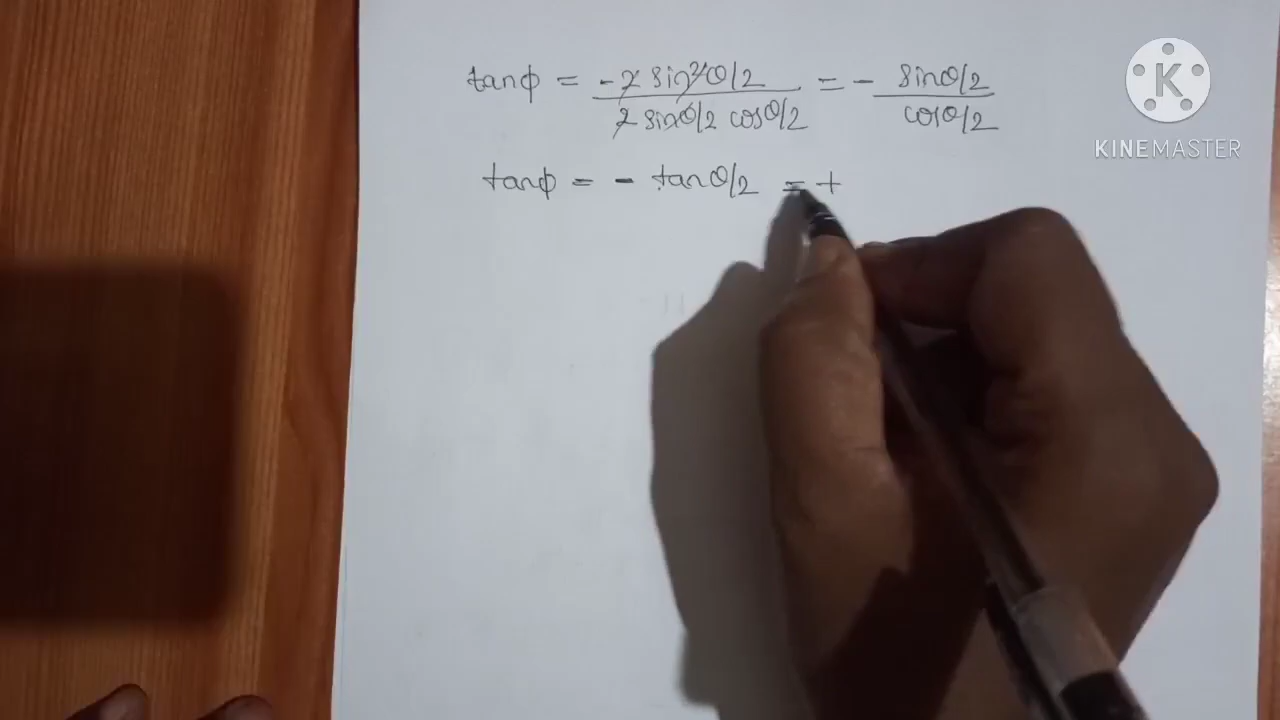 tanφ = -2 sin²θ/2 / 2 sinθ/2 cosθ/2 = - sinθ/2 / cosθ/2
tanφ = - tanθ/2 = +
KINEMASTER